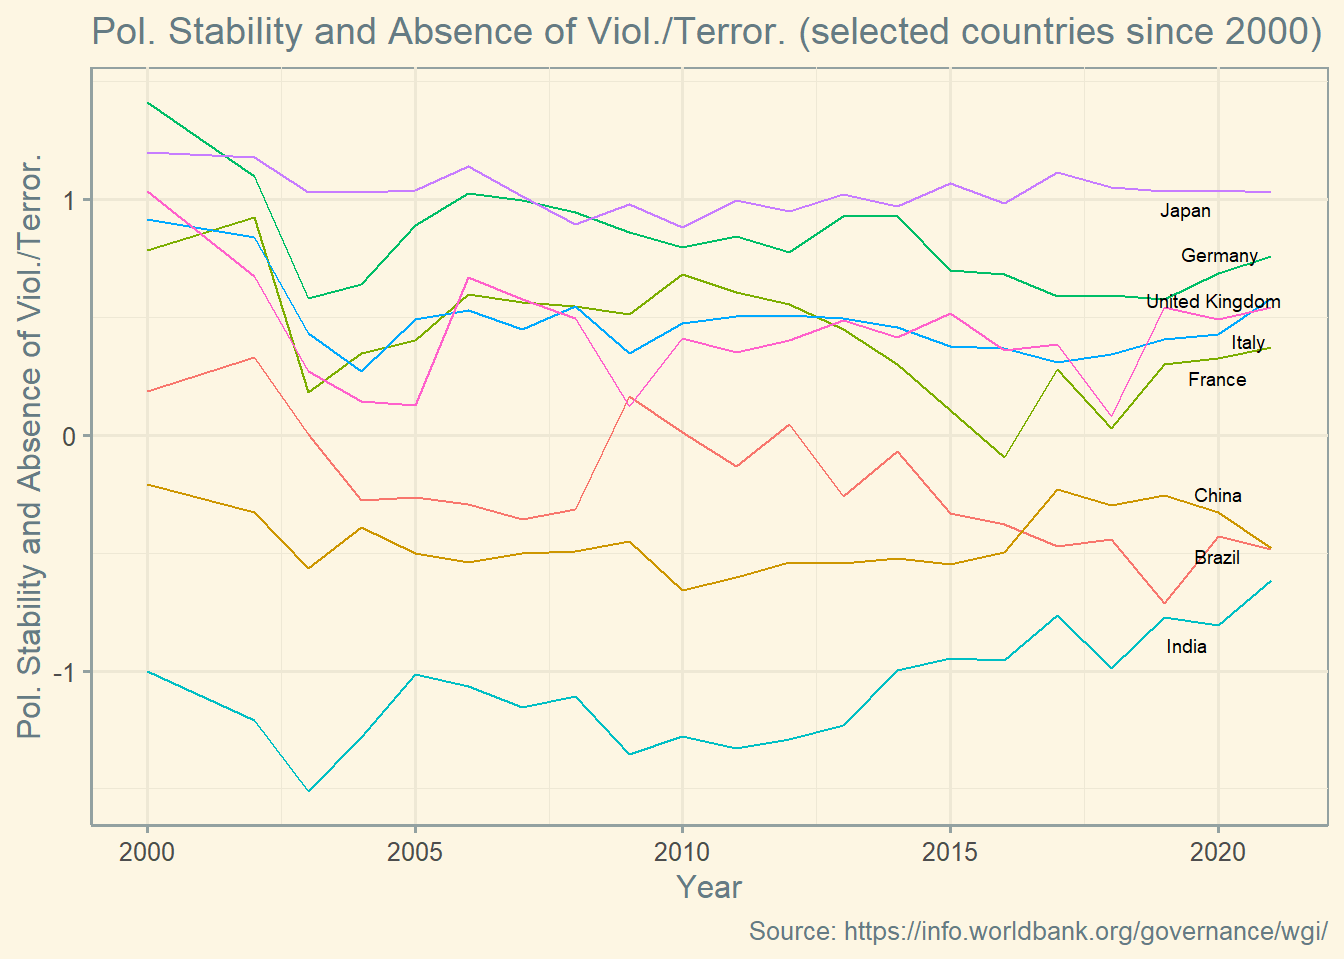 Pol. Stability and Absence of Viol./Terror. (selected countries since 2000)
Pol. Stability and Absence of Viol./Terror.
1
0
-1
Japan
Germany
United Kingdom
Italy
France
China
Brazil
India
2000 2005 2010 2015 2020
Year
Source: https://info.worldbank.org/governance/wgi/